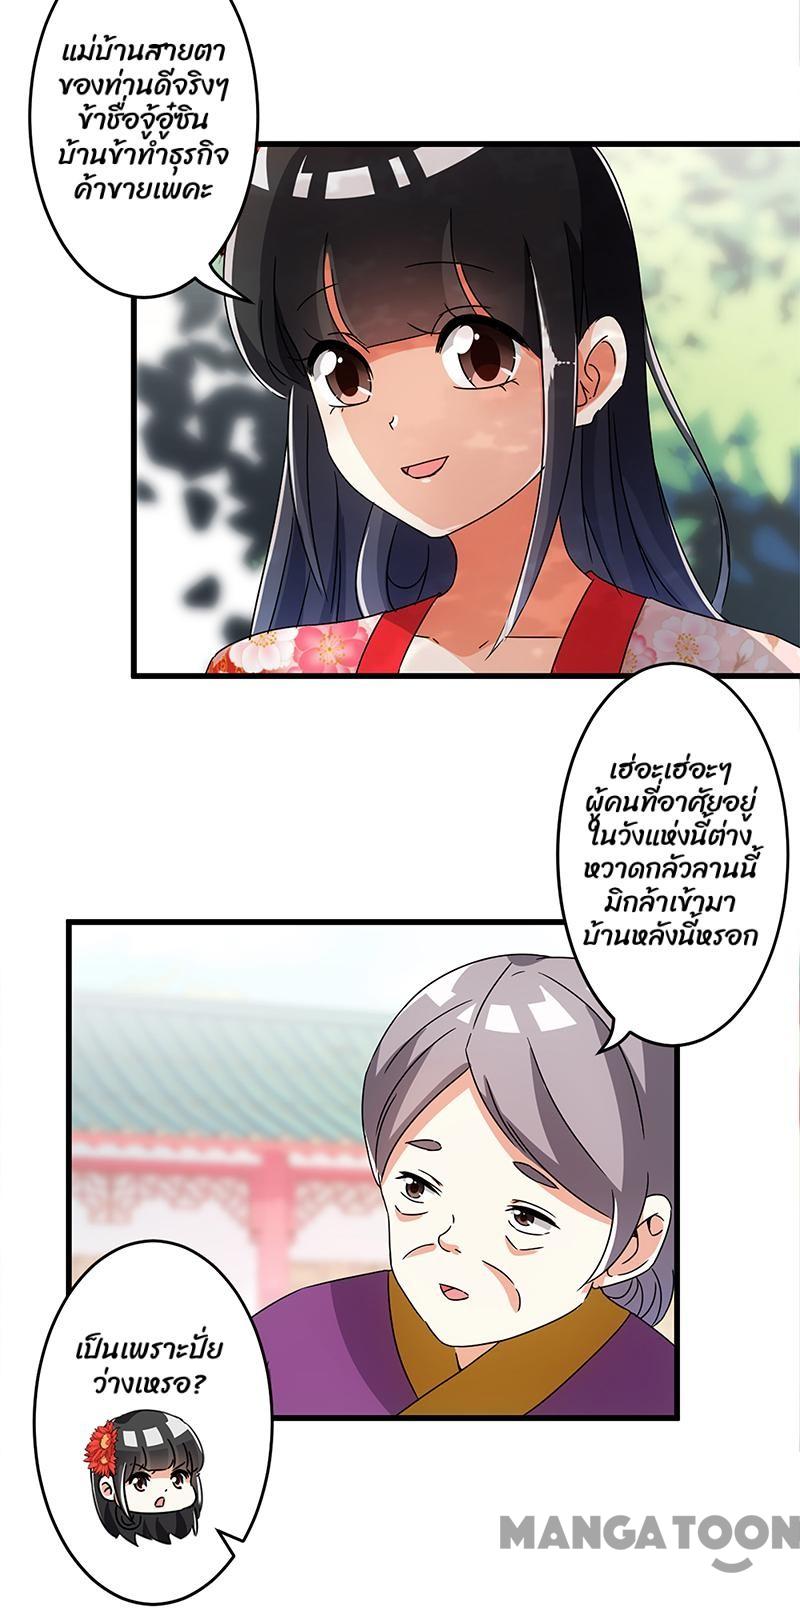 แม่บ้านสายตา
ของท่านดีจริงๆ
ข้าชื่อจู้อู๋ซิน
บ้านข้าทำธุรกิจ
ค้าขายเพคะ
เฮ่อะเฮ่อะๆ
ผู้คนที่อาศัยอยู่
ในวังแห่งนี้ต่าง
หวาดกลัวลานนี้
มิกล้าเข้ามา
บ้านหลังนี้หรอก
เป็นเพราะปั่ย
ว่างเหรอ?
MANGATOON